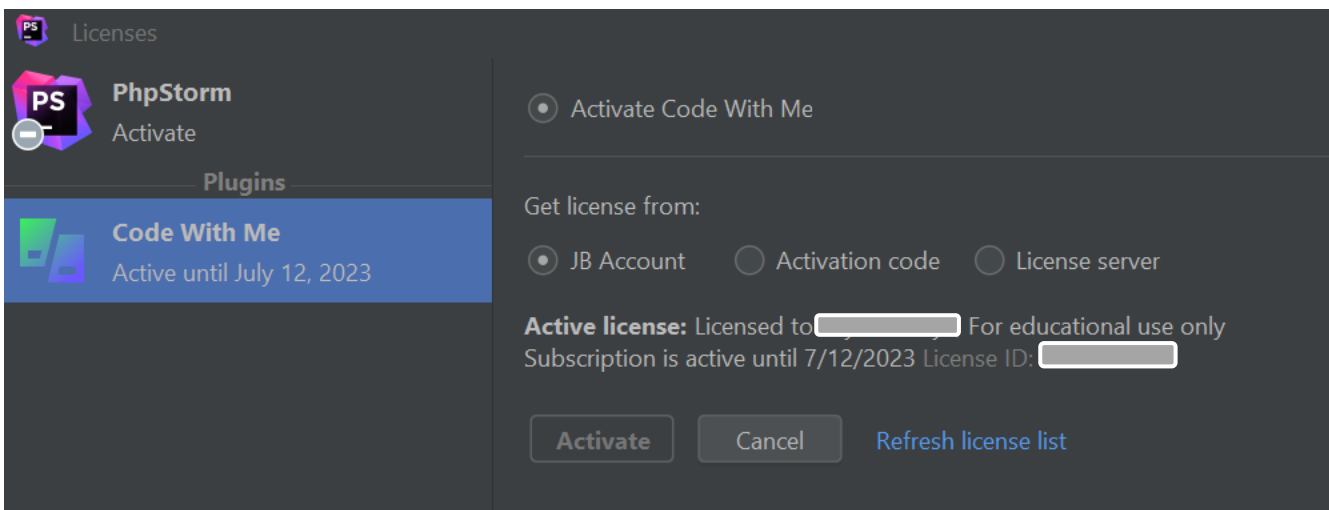 PS
Licenses
PS
PhpStorm
Activate
Plugins
Code With Me
Active until July 12, 2023
Activate Code With Me
Get license from:
JB Account Activation code License server
Active license: Licensed to For educational use only
Subscription is active until 7/12/2023 License ID:
Activate Cancel Refresh license list